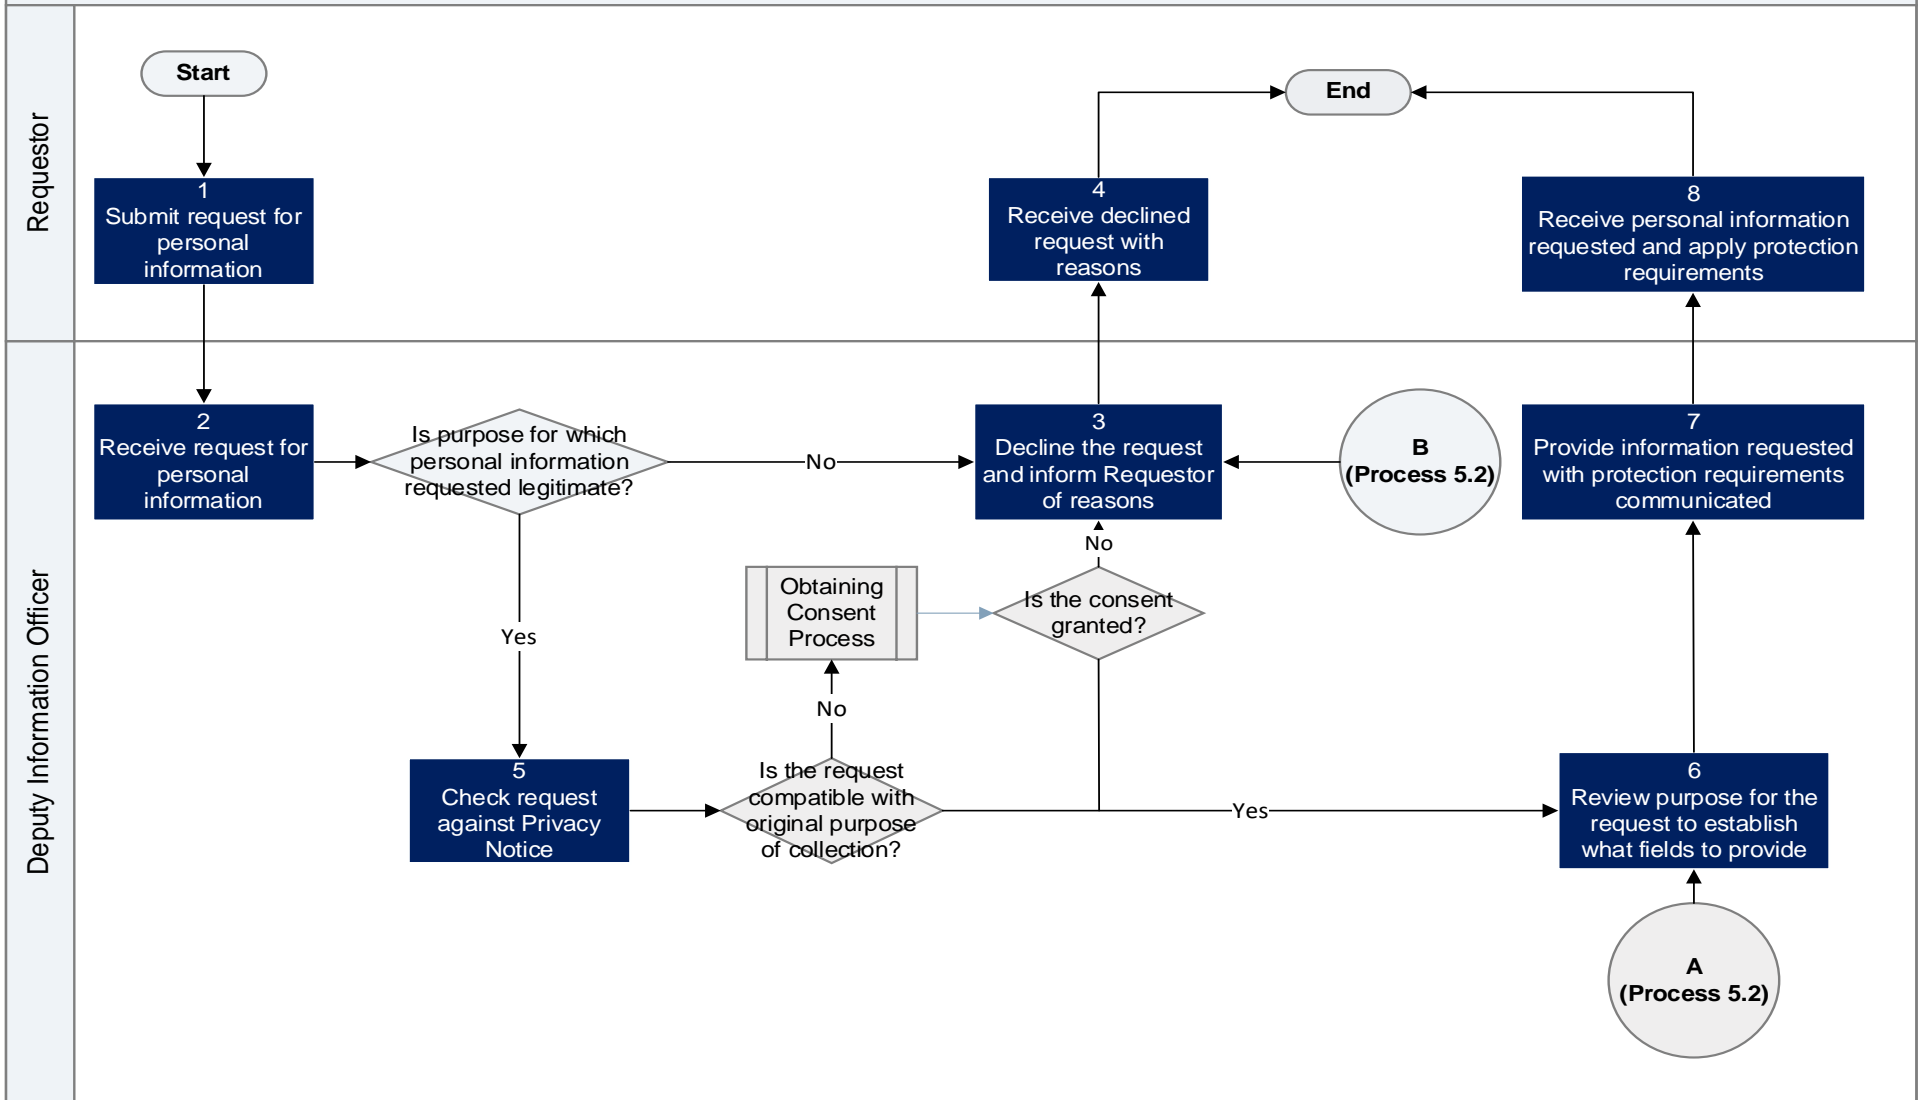 Requestor
Start
End
1
Submit request for
personal
information
4
Receive declined
request with
reasons
8
Receive personal information
requested and apply protection
requirements
Deputy Information Officer
2
Receive request for
personal
information
Is purpose for which
personal information
requested legitimate?
No
3
Decline the request
and inform Requestor
of reasons
B
(Process 5.2)
7
Provide information requested
with protection requirements
communicated
No
Obtaining
Consent
Process
Is the consent
granted?
Yes
No
5
Check request
against Privacy
Notice
Is the request
compatible with
original purpose
of collection?
Yes
6
Review purpose for the
request to establish
what fields to provide
A
(Process 5.2)